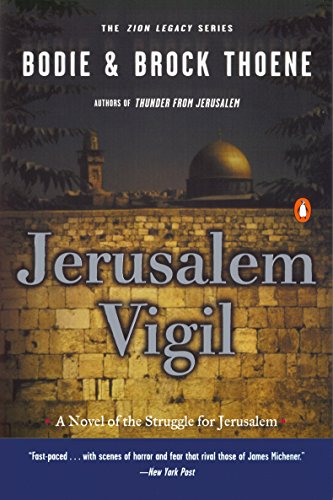 THE ZION LEGACY SERIES
BODIE & BROCK THOENE
AUTHORS OF THUNDER FROM JERUSALEM
Jerusalem
Vigil
A Novel of the Struggle for Jerusalem
"Fast-paced . . . with scenes of horror and fear that rival those of James Michener."
—New York Post